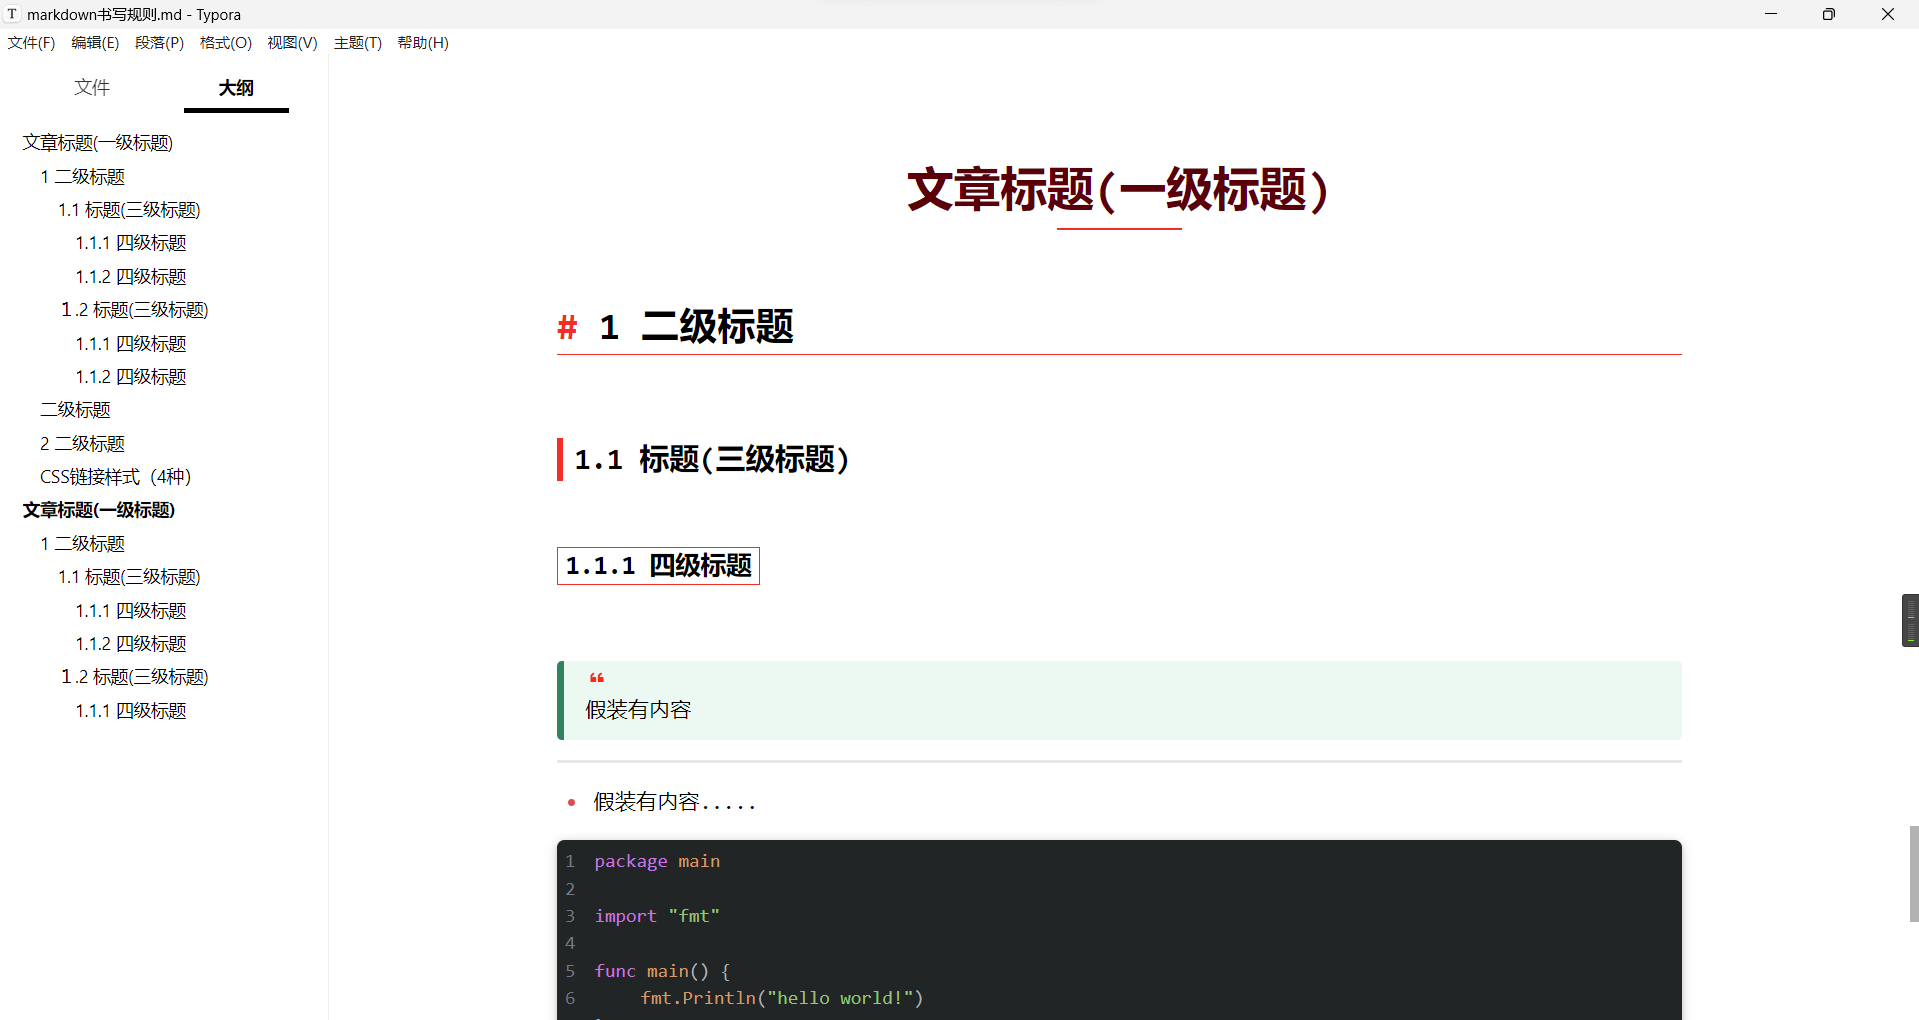 markdown书写规则.md - Typora
文件(F) 编辑(E) 段落(P) 格式(O) 视图(V) 主题(T) 帮助(H)
文件 大纲
文章标题(一级标题)
1 二级标题
1.1 标题(三级标题)
1.1.1 四级标题
1.1.2 四级标题
1.2 标题(三级标题)
1.1.1 四级标题
1.1.2 四级标题
二级标题
2 二级标题
CSS链接样式（4种）
文章标题(一级标题)
1 二级标题
1.1 标题(三级标题)
1.1.1 四级标题
1.1.2 四级标题
1.2 标题(三级标题)
1.1.1 四级标题
文章标题(一级标题)
# 1 二级标题
1.1 标题(三级标题)
1.1.1 四级标题
❝
假装有内容
• 假装有内容.....
1 package main
2
3 import "fmt"
4
5 func main() {
6 fmt.Println("hello world!")